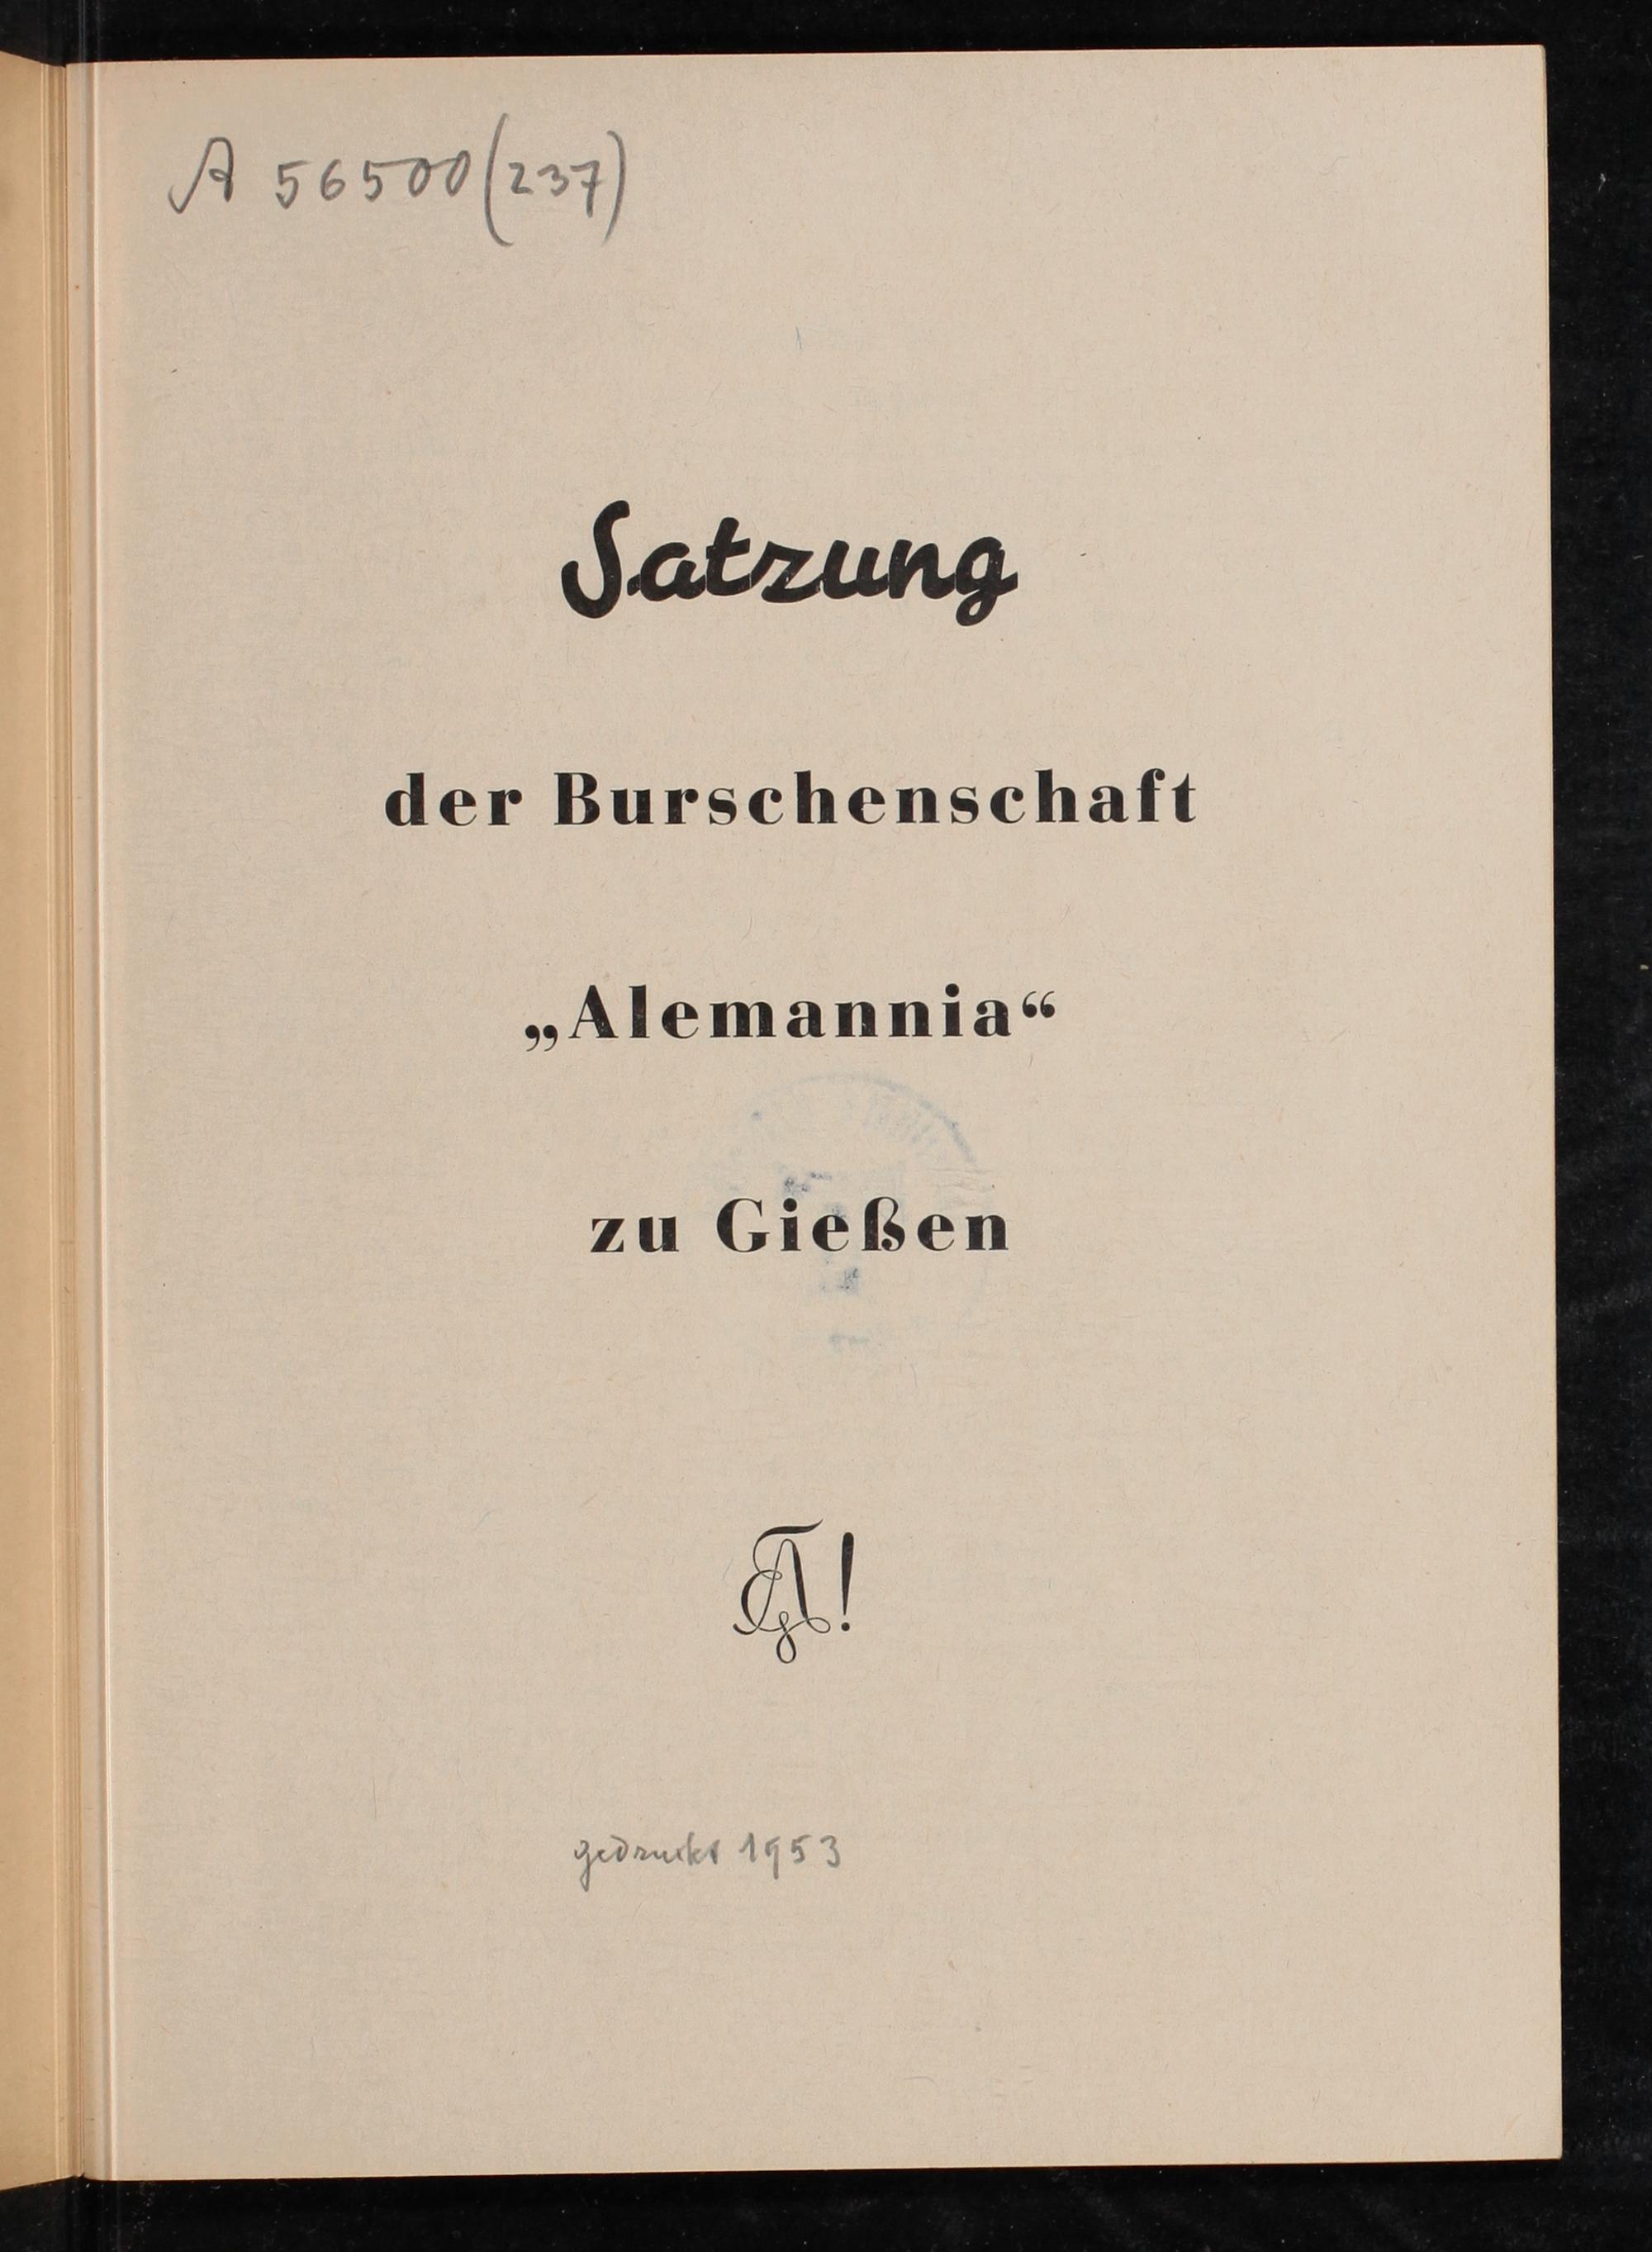 A 56500 (237)
Satzung
der Burschenschaft
„Alemannia“
zu Gießen
gedruckt 1953